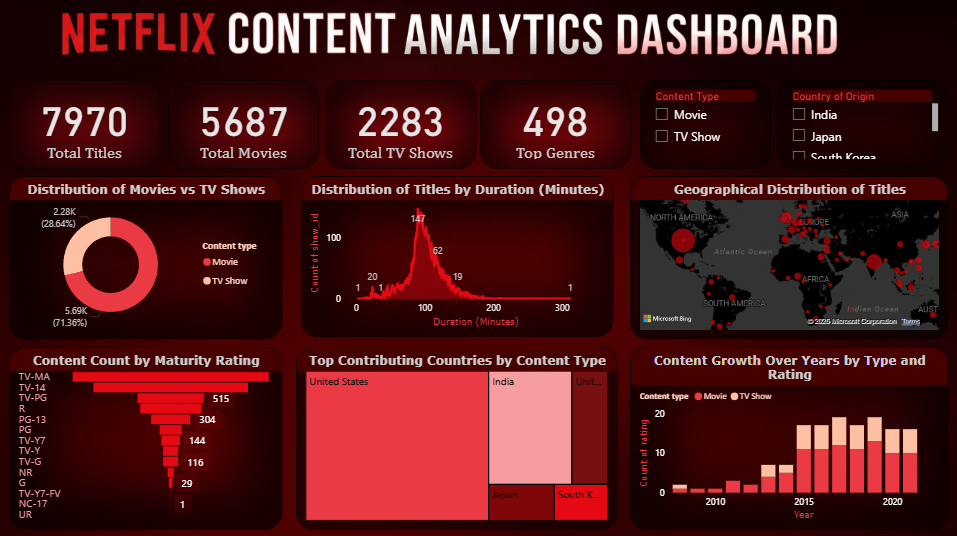 NETFLIX CONTENT ANALYTICS DASHBOARD
7970
Total Titles
5687
Total Movies
2283
Total TV Shows
498
Top Genres
Content Type
Movie
TV Show
Country of Origin
India
Japan
South Korea
Distribution of Movies vs TV Shows
2.28K
(28.64%)
5.69K
(71.36%)
Content type
Movie
TV Show
Distribution of Titles by Duration (Minutes)
Count of show_id
100
0
1
20
147
62
19
1
0
100
200
300
Duration (Minutes)
Geographical Distribution of Titles
NORTH AMERICA
EUROPE
ASIA
Atlantic Ocean
AFRICA
SOUTH AMERICA
Indian Ocean
AUST
Microsoft Bing
© 2025 Microsoft Corporation Terms
Content Count by Maturity Rating
TV-MA
TV-14
TV-PG 515
R
PG-13 304
PG
TV-Y7 144
TV-Y
TV-G 116
NR
G 29
TV-Y7-FV
NC-17 1
UR
Top Contributing Countries by Content Type
United States
India
Unit...
Japan
South K...
Content Growth Over Years by Type and
Rating
Content type Movie TV Show
Count of rating
20
10
0
2010
2015
2020
Year